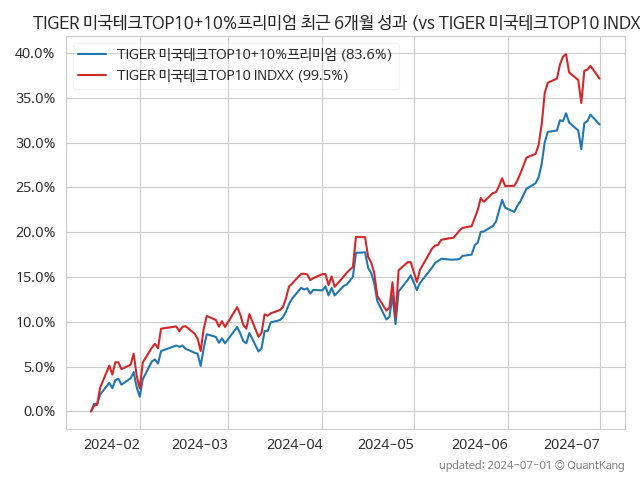 TIGER 미국테크TOP10+10%프리미엄 최근 6개월 성과 (vs TIGER 미국테크TOP10 INDX
TIGER 미국테크TOP10+10%프리미엄 (83.6%)
TIGER 미국테크TOP10 INDXX (99.5%)
40.0%
35.0%
30.0%
25.0%
20.0%
15.0%
10.0%
5.0%
0.0%
2024-02 2024-03 2024-04 2024-05 2024-06 2024-07
updated: 2024-07-01 © QuantKang